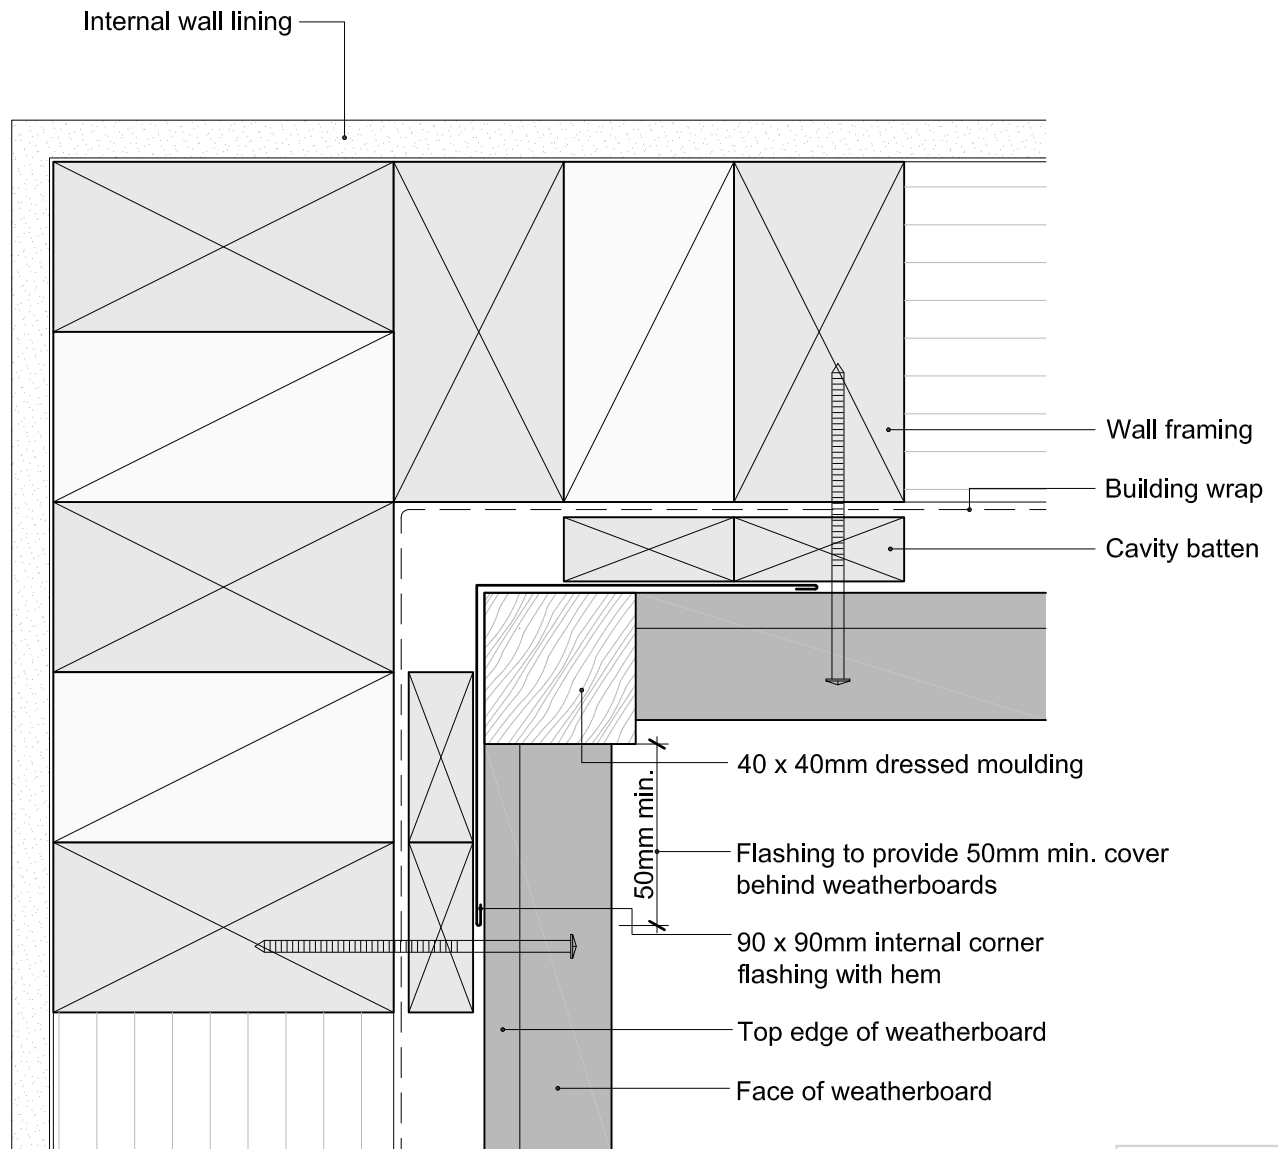 Internal wall lining
Wall framing
Building wrap
Cavity batten
40 x 40mm dressed moulding
50mm min.
Flashing to provide 50mm min. cover
behind weatherboards
90 x 90mm internal corner
flashing with hem
Top edge of weatherboard
Face of weatherboard